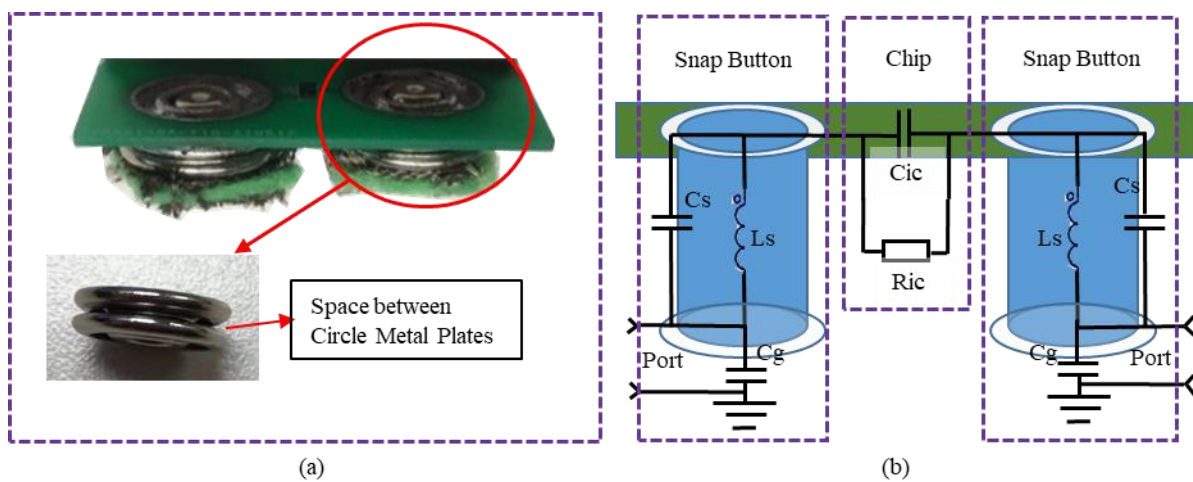 Space between
Circle Metal Plates
(a)
Snap Button
Chip
Snap Button
Cic
Cs
Ls
Ric
Ls
Cs
Port
Cg
Cg
Port
(b)